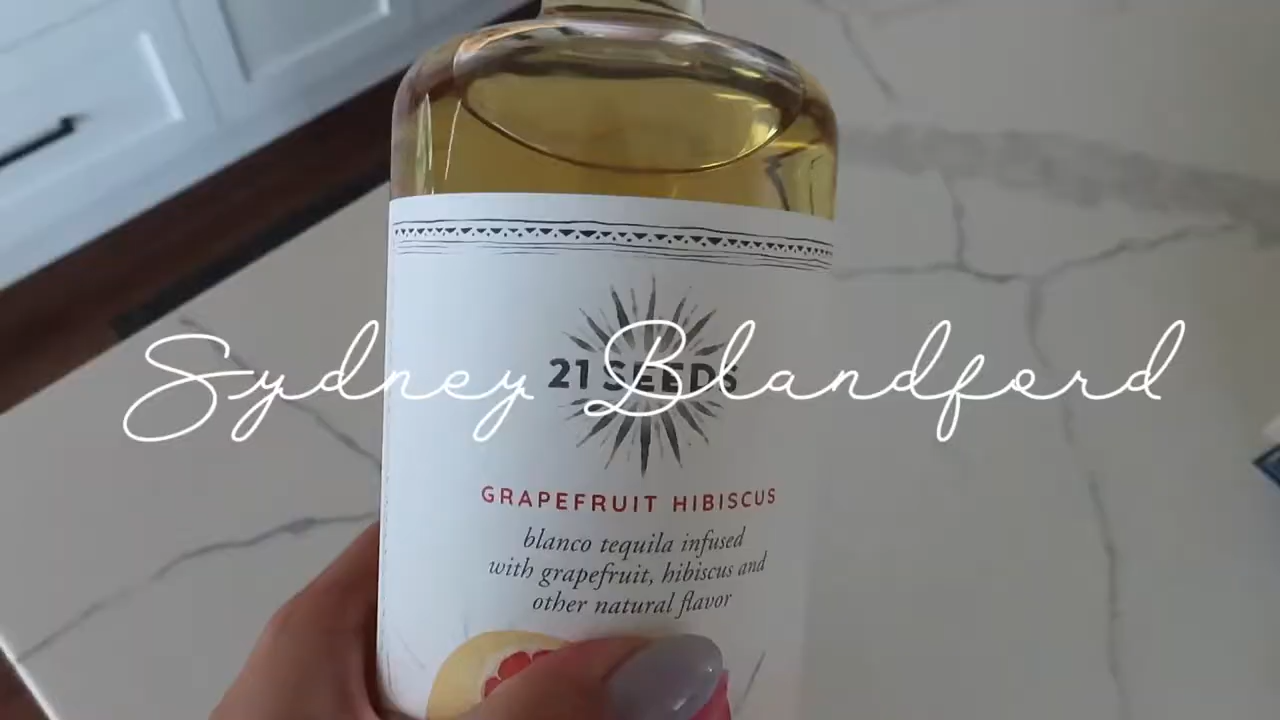 21 SEEDS
Sydney Blandford
GRAPEFRUIT HIBISCUS
blanco tequila infused
with grapefruit, hibiscus and
other natural flavor